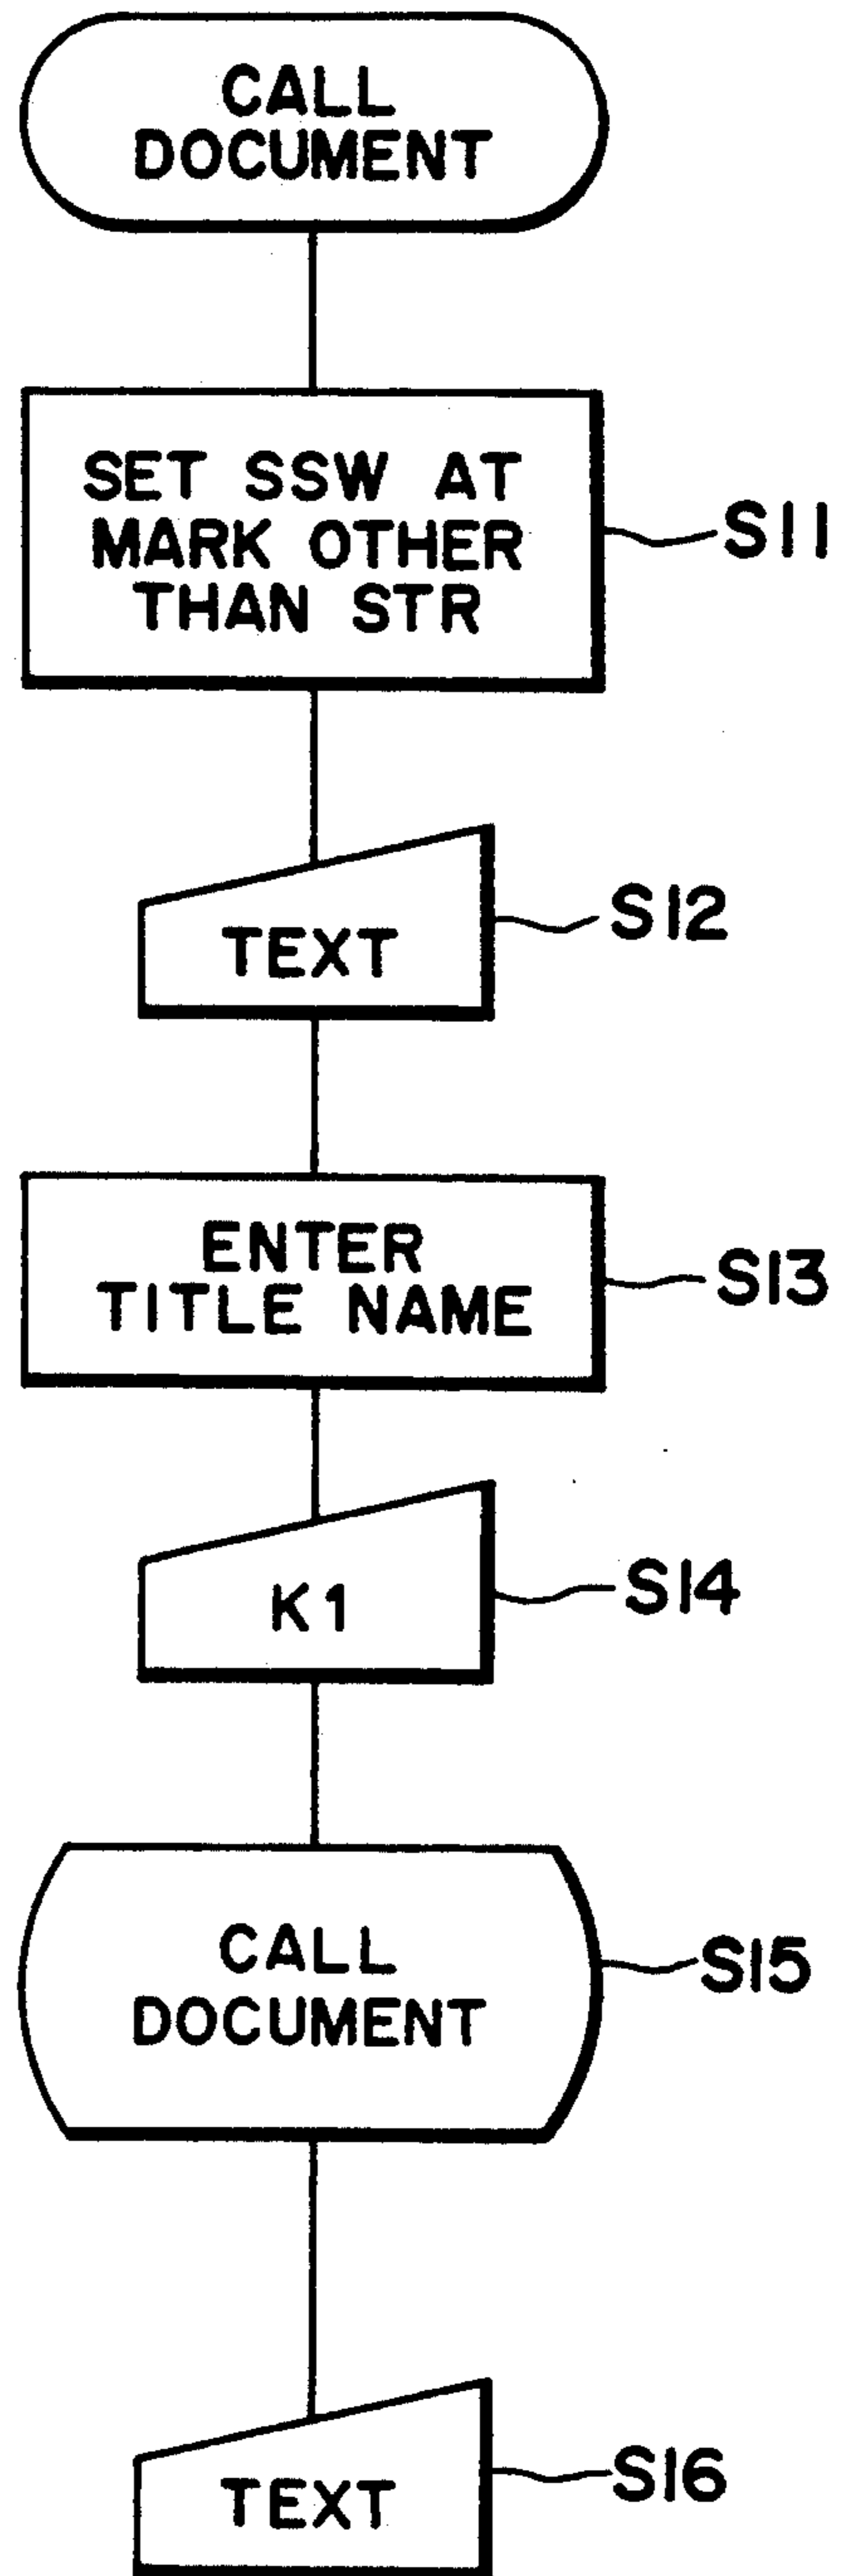 CALL
DOCUMENT
SET SSW AT
MARK OTHER
THAN STR
S11
TEXT
S12
ENTER
TITLE NAME
S13
K1
S14
CALL
DOCUMENT
S15
TEXT
S16